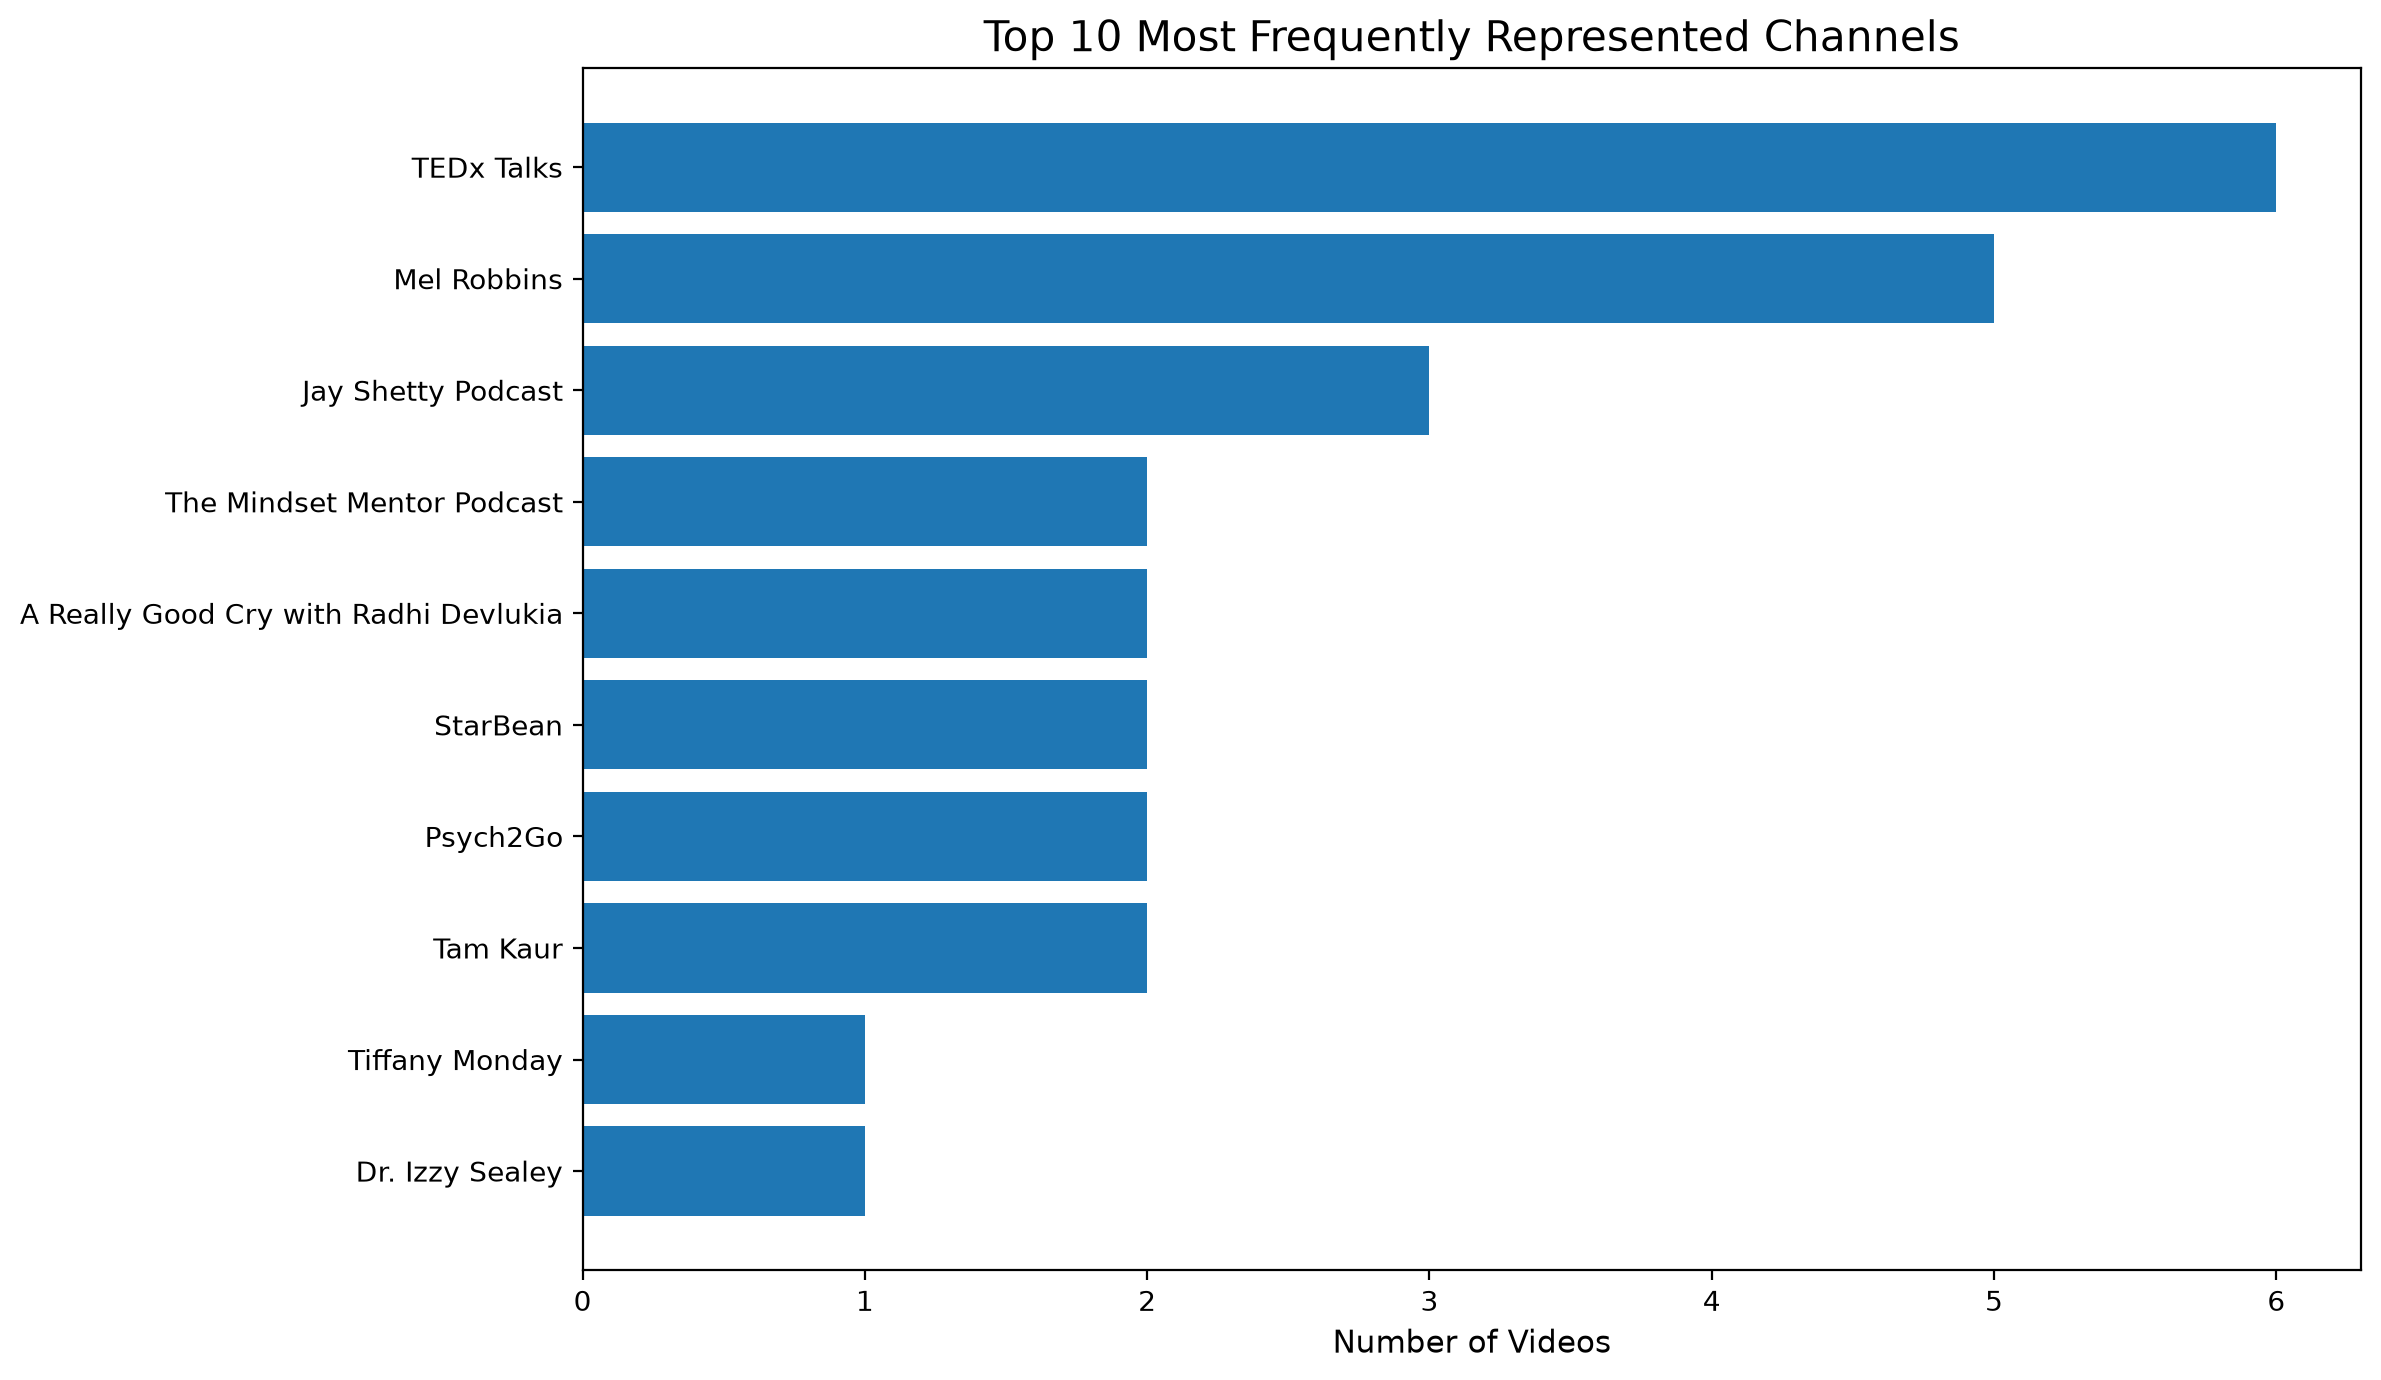 Top 10 Most Frequently Represented Channels
TEDx Talks
Mel Robbins
Jay Shetty Podcast
The Mindset Mentor Podcast
A Really Good Cry with Radhi Devlukia
StarBean
Psych2Go
Tam Kaur
Tiffany Monday
Dr. Izzy Sealey
0 1 2 3 4 5 6
Number of Videos